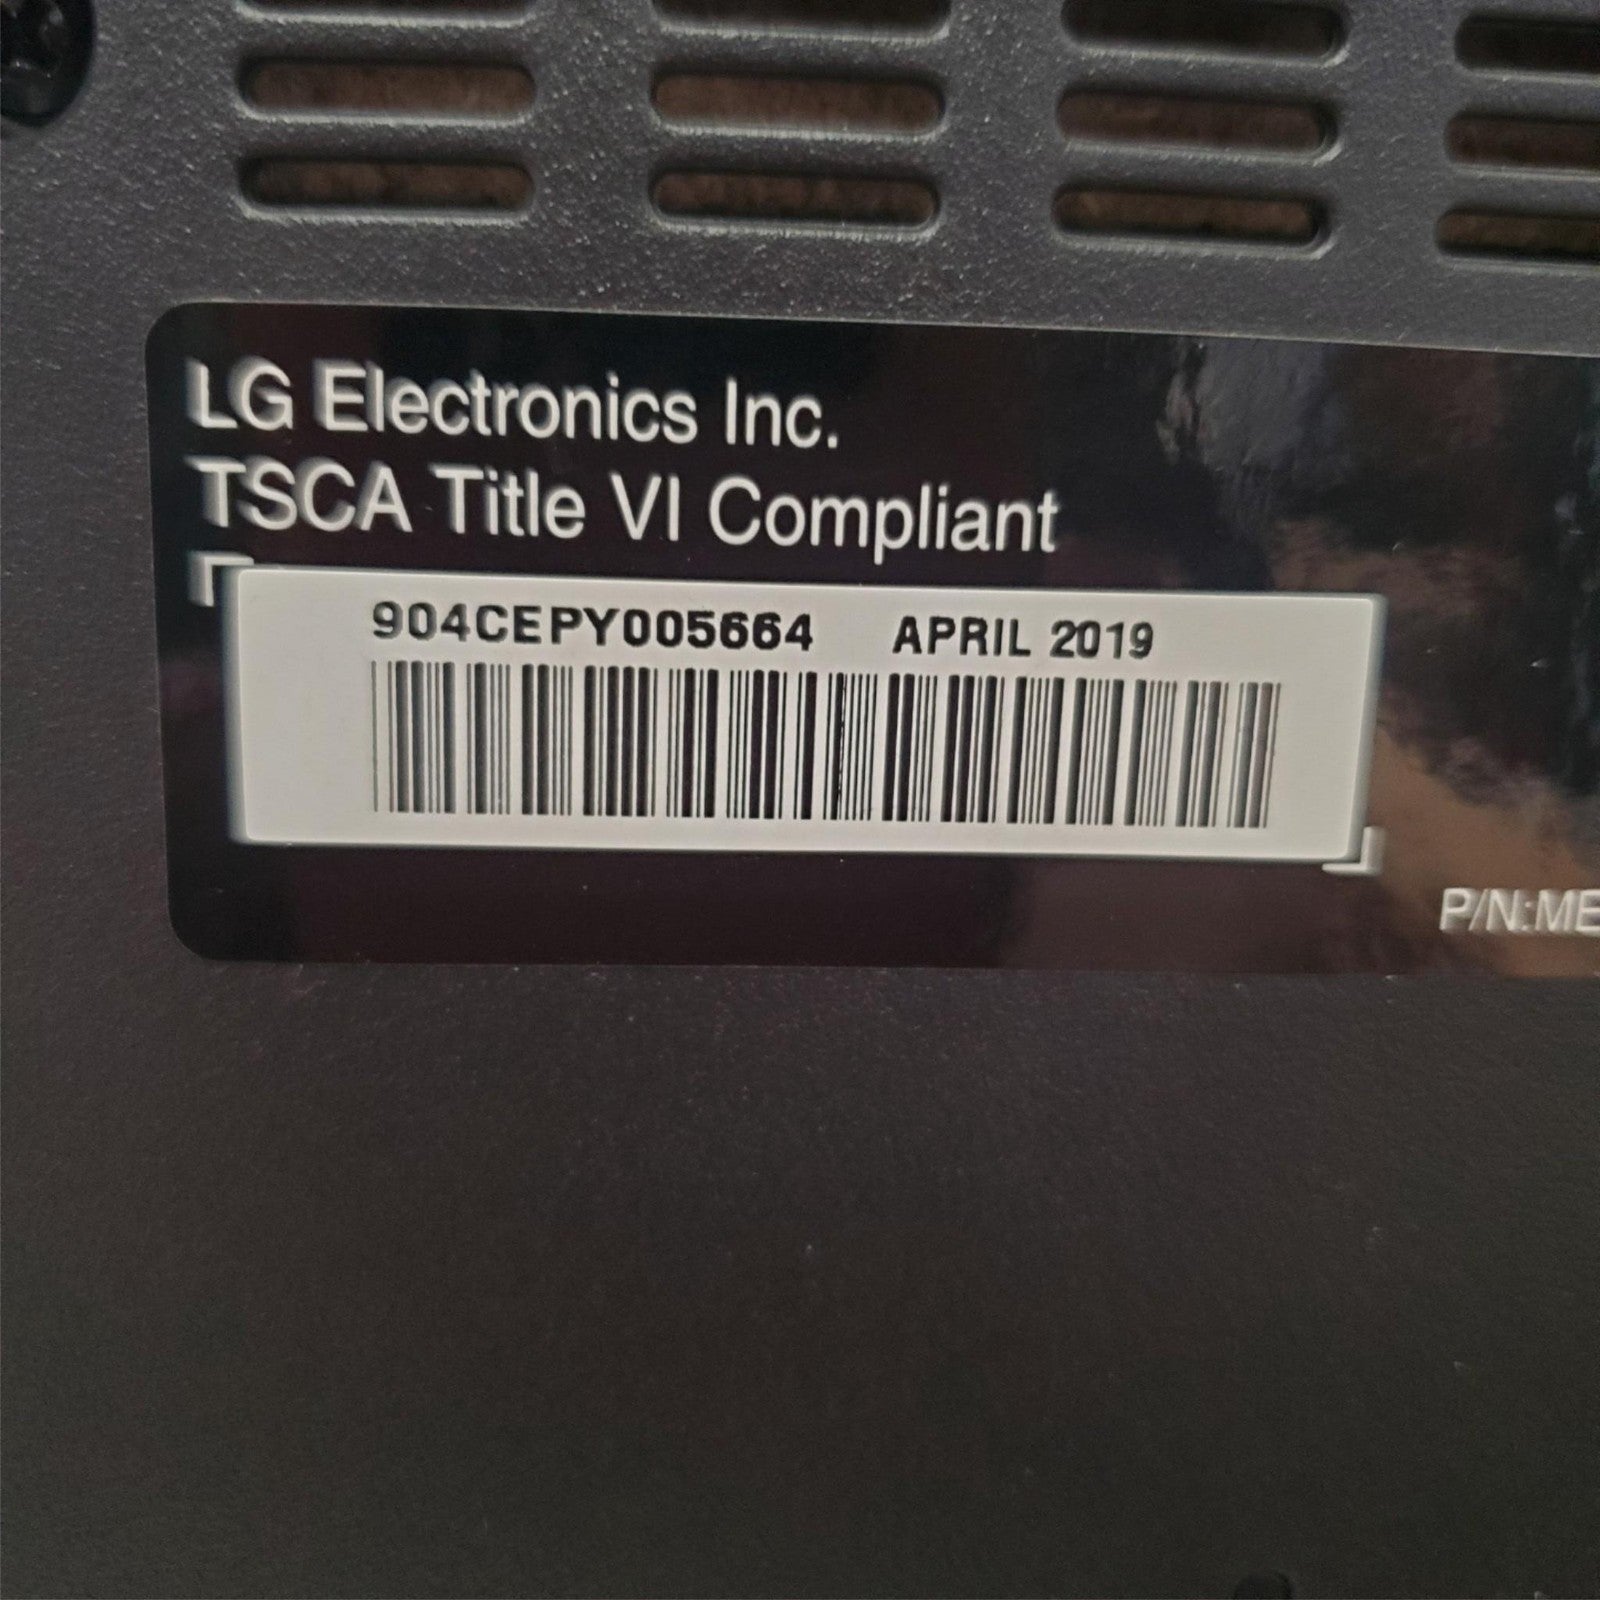 LG Electronics Inc.
TSCA Title VI Compliant
904CEPY005664 APRIL 2019
P/N:ME